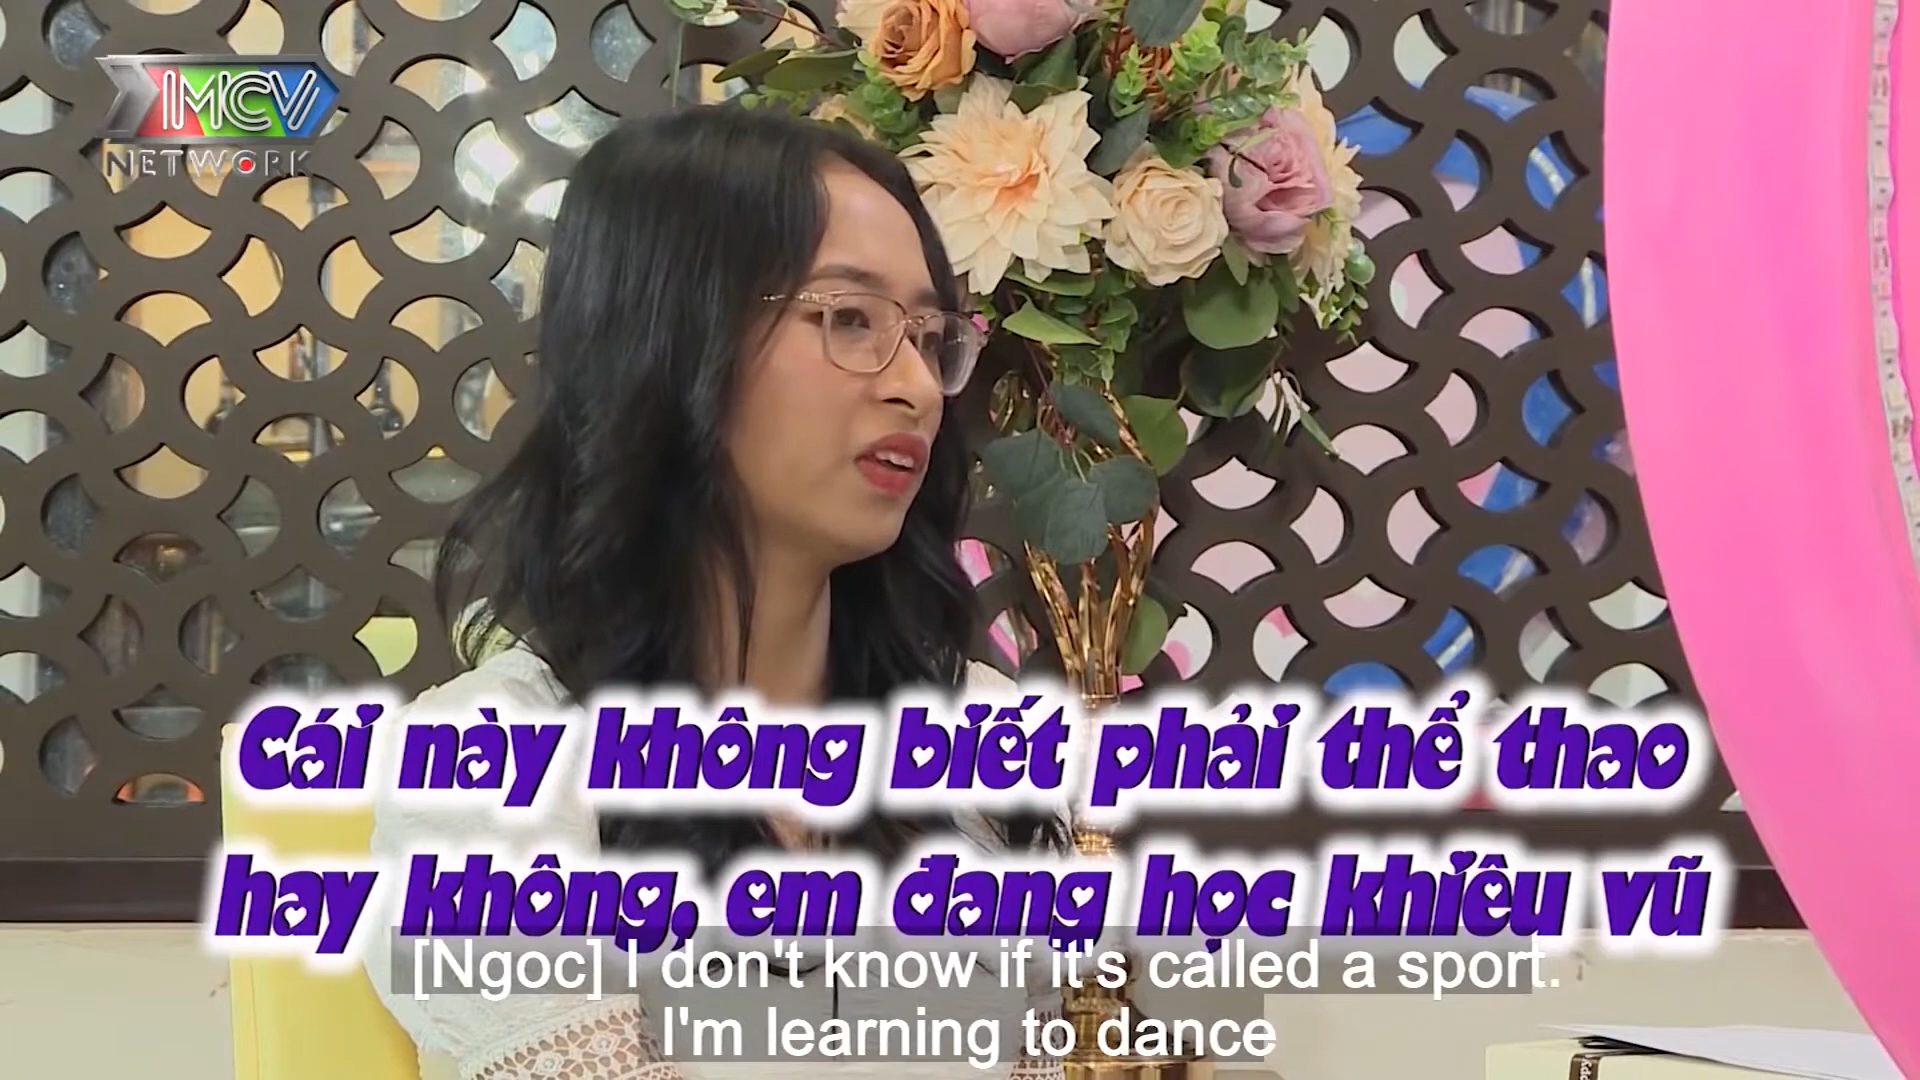 MCV
NETWORK
Cái này không biết phải thể thao
hay không, em đang học khiêu vũ
[Ngoc] I don't know if it's called a sport.
I'm learning to dance